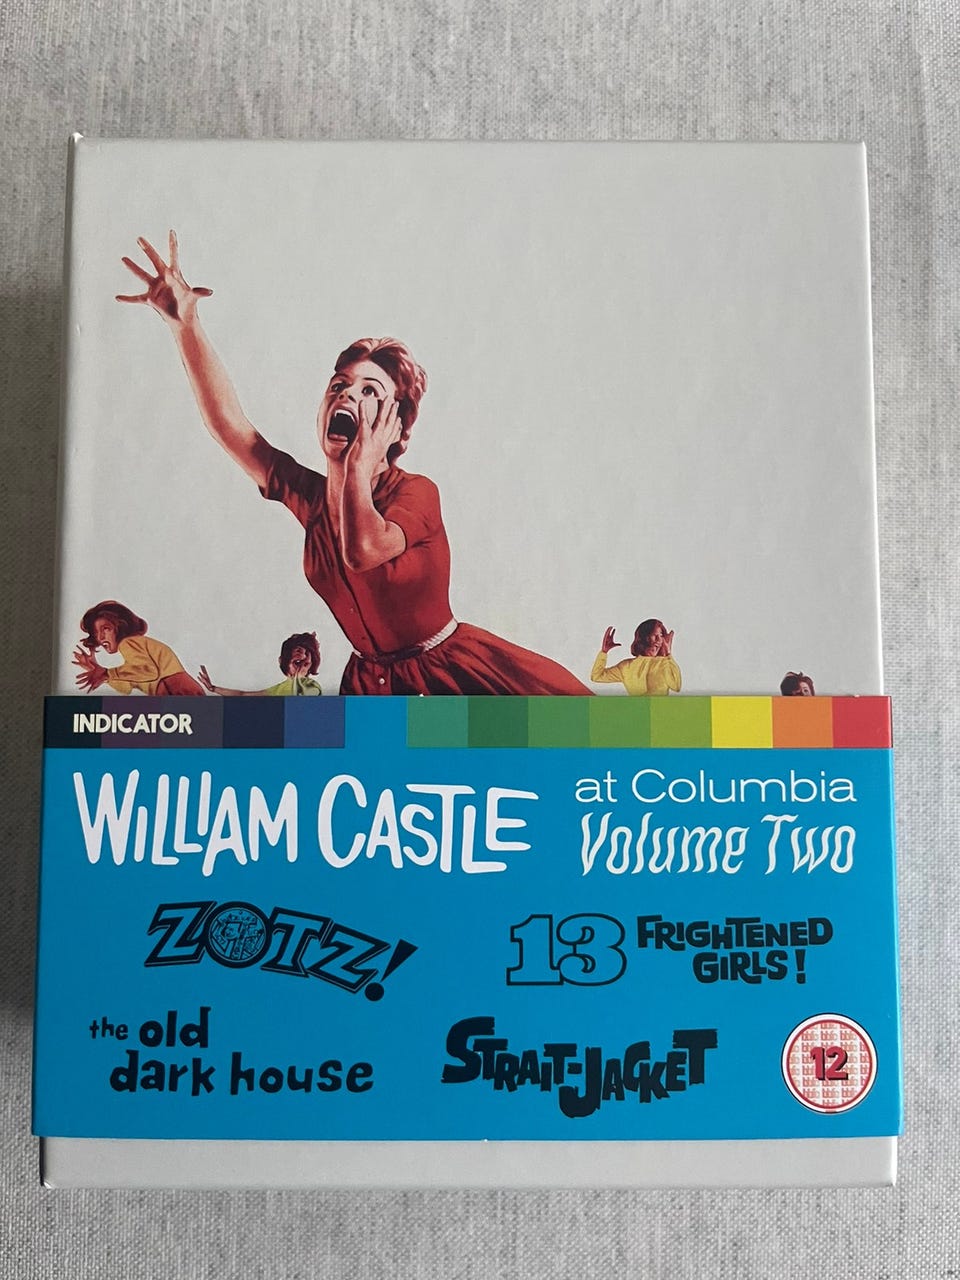 INDICATOR
WILLIAM CASTLE
at Columbia
Volume Two
ZOTZ!
13 FRIGHTENED
GIRLS!
the old
dark house
STRAIT-JACKET
12